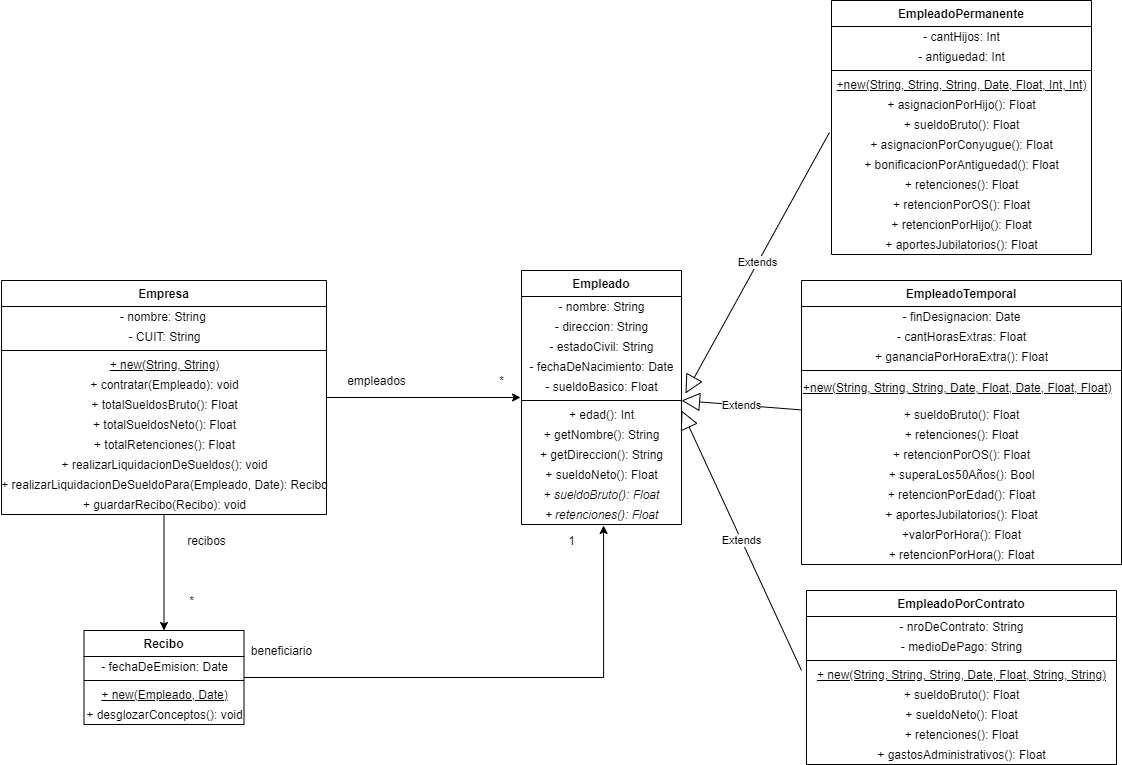 EmpleadoPermanente
- cantHijos: Int
- antiguedad: Int
+new(String, String, String, Date, Float, Int, Int)
+ asignacionPorHijo(): Float
+ sueldoBruto(): Float
+ asignacionPorConyugue(): Float
+ bonificacionPorAntiguedad(): Float
+ retenciones(): Float
+ retencionPorOS(): Float
+ retencionPorHijo(): Float
+ aportesJubilatorios(): Float
Extends
Empresa
- nombre: String
- CUIT: String
+ new(String, String)
+ contratar(Empleado): void
+ totalSueldosBruto(): Float
+ totalSueldosNeto(): Float
+ totalRetenciones(): Float
+ realizarLiquidacionDeSueldos(): void
+ realizarLiquidacionDeSueldoPara(Empleado, Date): Recibo
+ guardarRecibo(Recibo): void
empleados
*
Empleado
- nombre: String
- direccion: String
- estadoCivil: String
- fechaDeNacimiento: Date
- sueldoBasico: Float
+ edad(): Int
+ getNombre(): String
+ getDireccion(): String
+ sueldoNeto(): Float
+ sueldoBruto(): Float
+ retenciones(): Float
Extends
EmpleadoTemporal
- finDesignacion: Date
- cantHorasExtras: Float
+ gananciaPorHoraExtra(): Float
+new(String, String, String, Date, Float, Date, Float, Float)
+ sueldoBruto(): Float
+ retenciones(): Float
+ retencionPorOS(): Float
+ superaLos50Años(): Bool
+ retencionPorEdad(): Float
+ aportesJubilatorios(): Float
+valorPorHora(): Float
+ retencionPorHora(): Float
recibos
*
1
Extends
Recibo
- fechaDeEmision: Date
+ new(Empleado, Date)
+ desglozarConceptos(): void
beneficiario
EmpleadoPorContrato
- nroDeContrato: String
- medioDePago: String
+ new(String, String, String, Date, Float, String, String)
+ sueldoBruto(): Float
+ sueldoNeto(): Float
+ retenciones(): Float
+ gastosAdministrativos(): Float